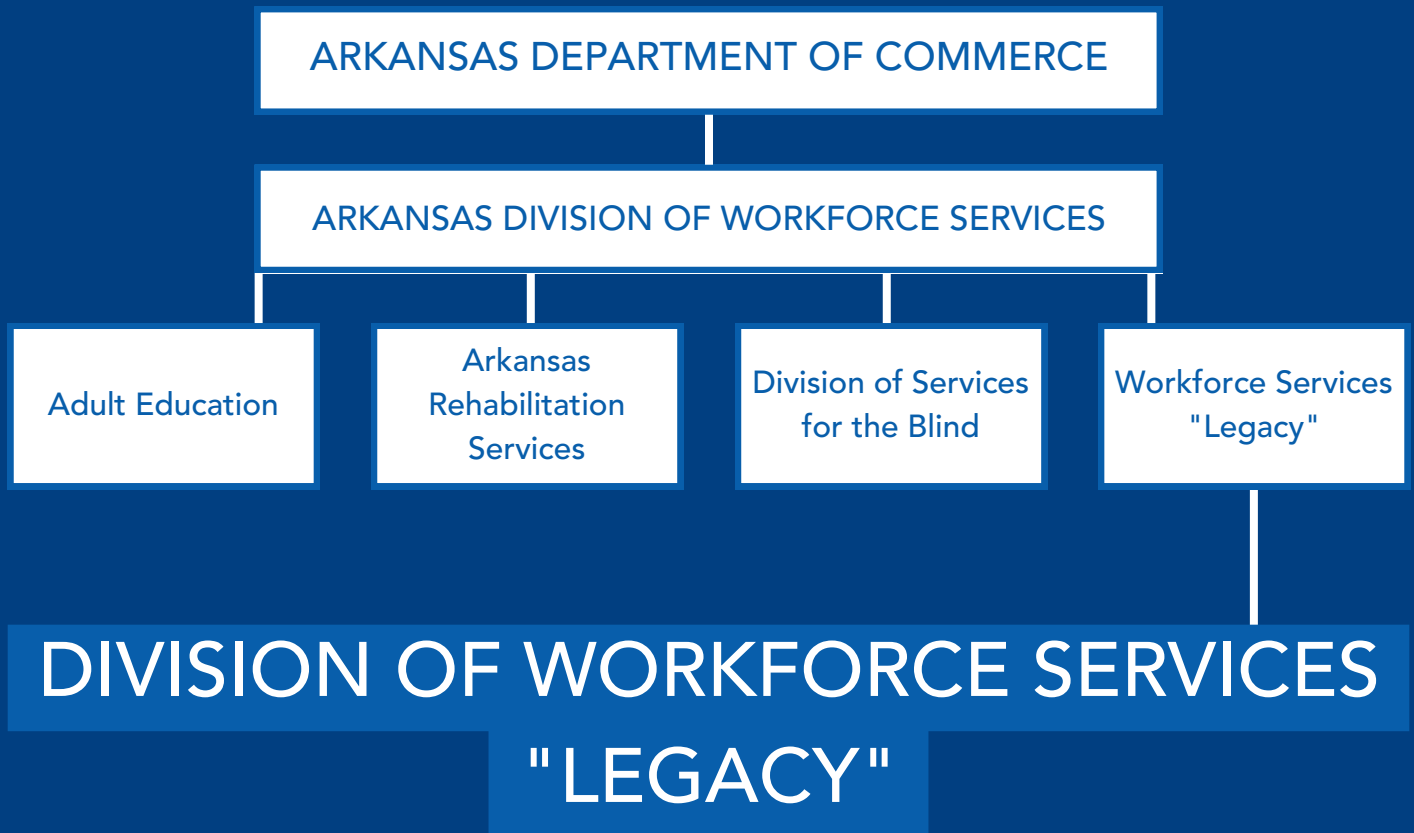 ARKANSAS DEPARTMENT OF COMMERCE
ARKANSAS DIVISION OF WORKFORCE SERVICES
Adult Education
Arkansas
Rehabilitation
Services
Division of Services
for the Blind
Workforce Services
"Legacy"
DIVISION OF WORKFORCE SERVICES
"LEGACY"